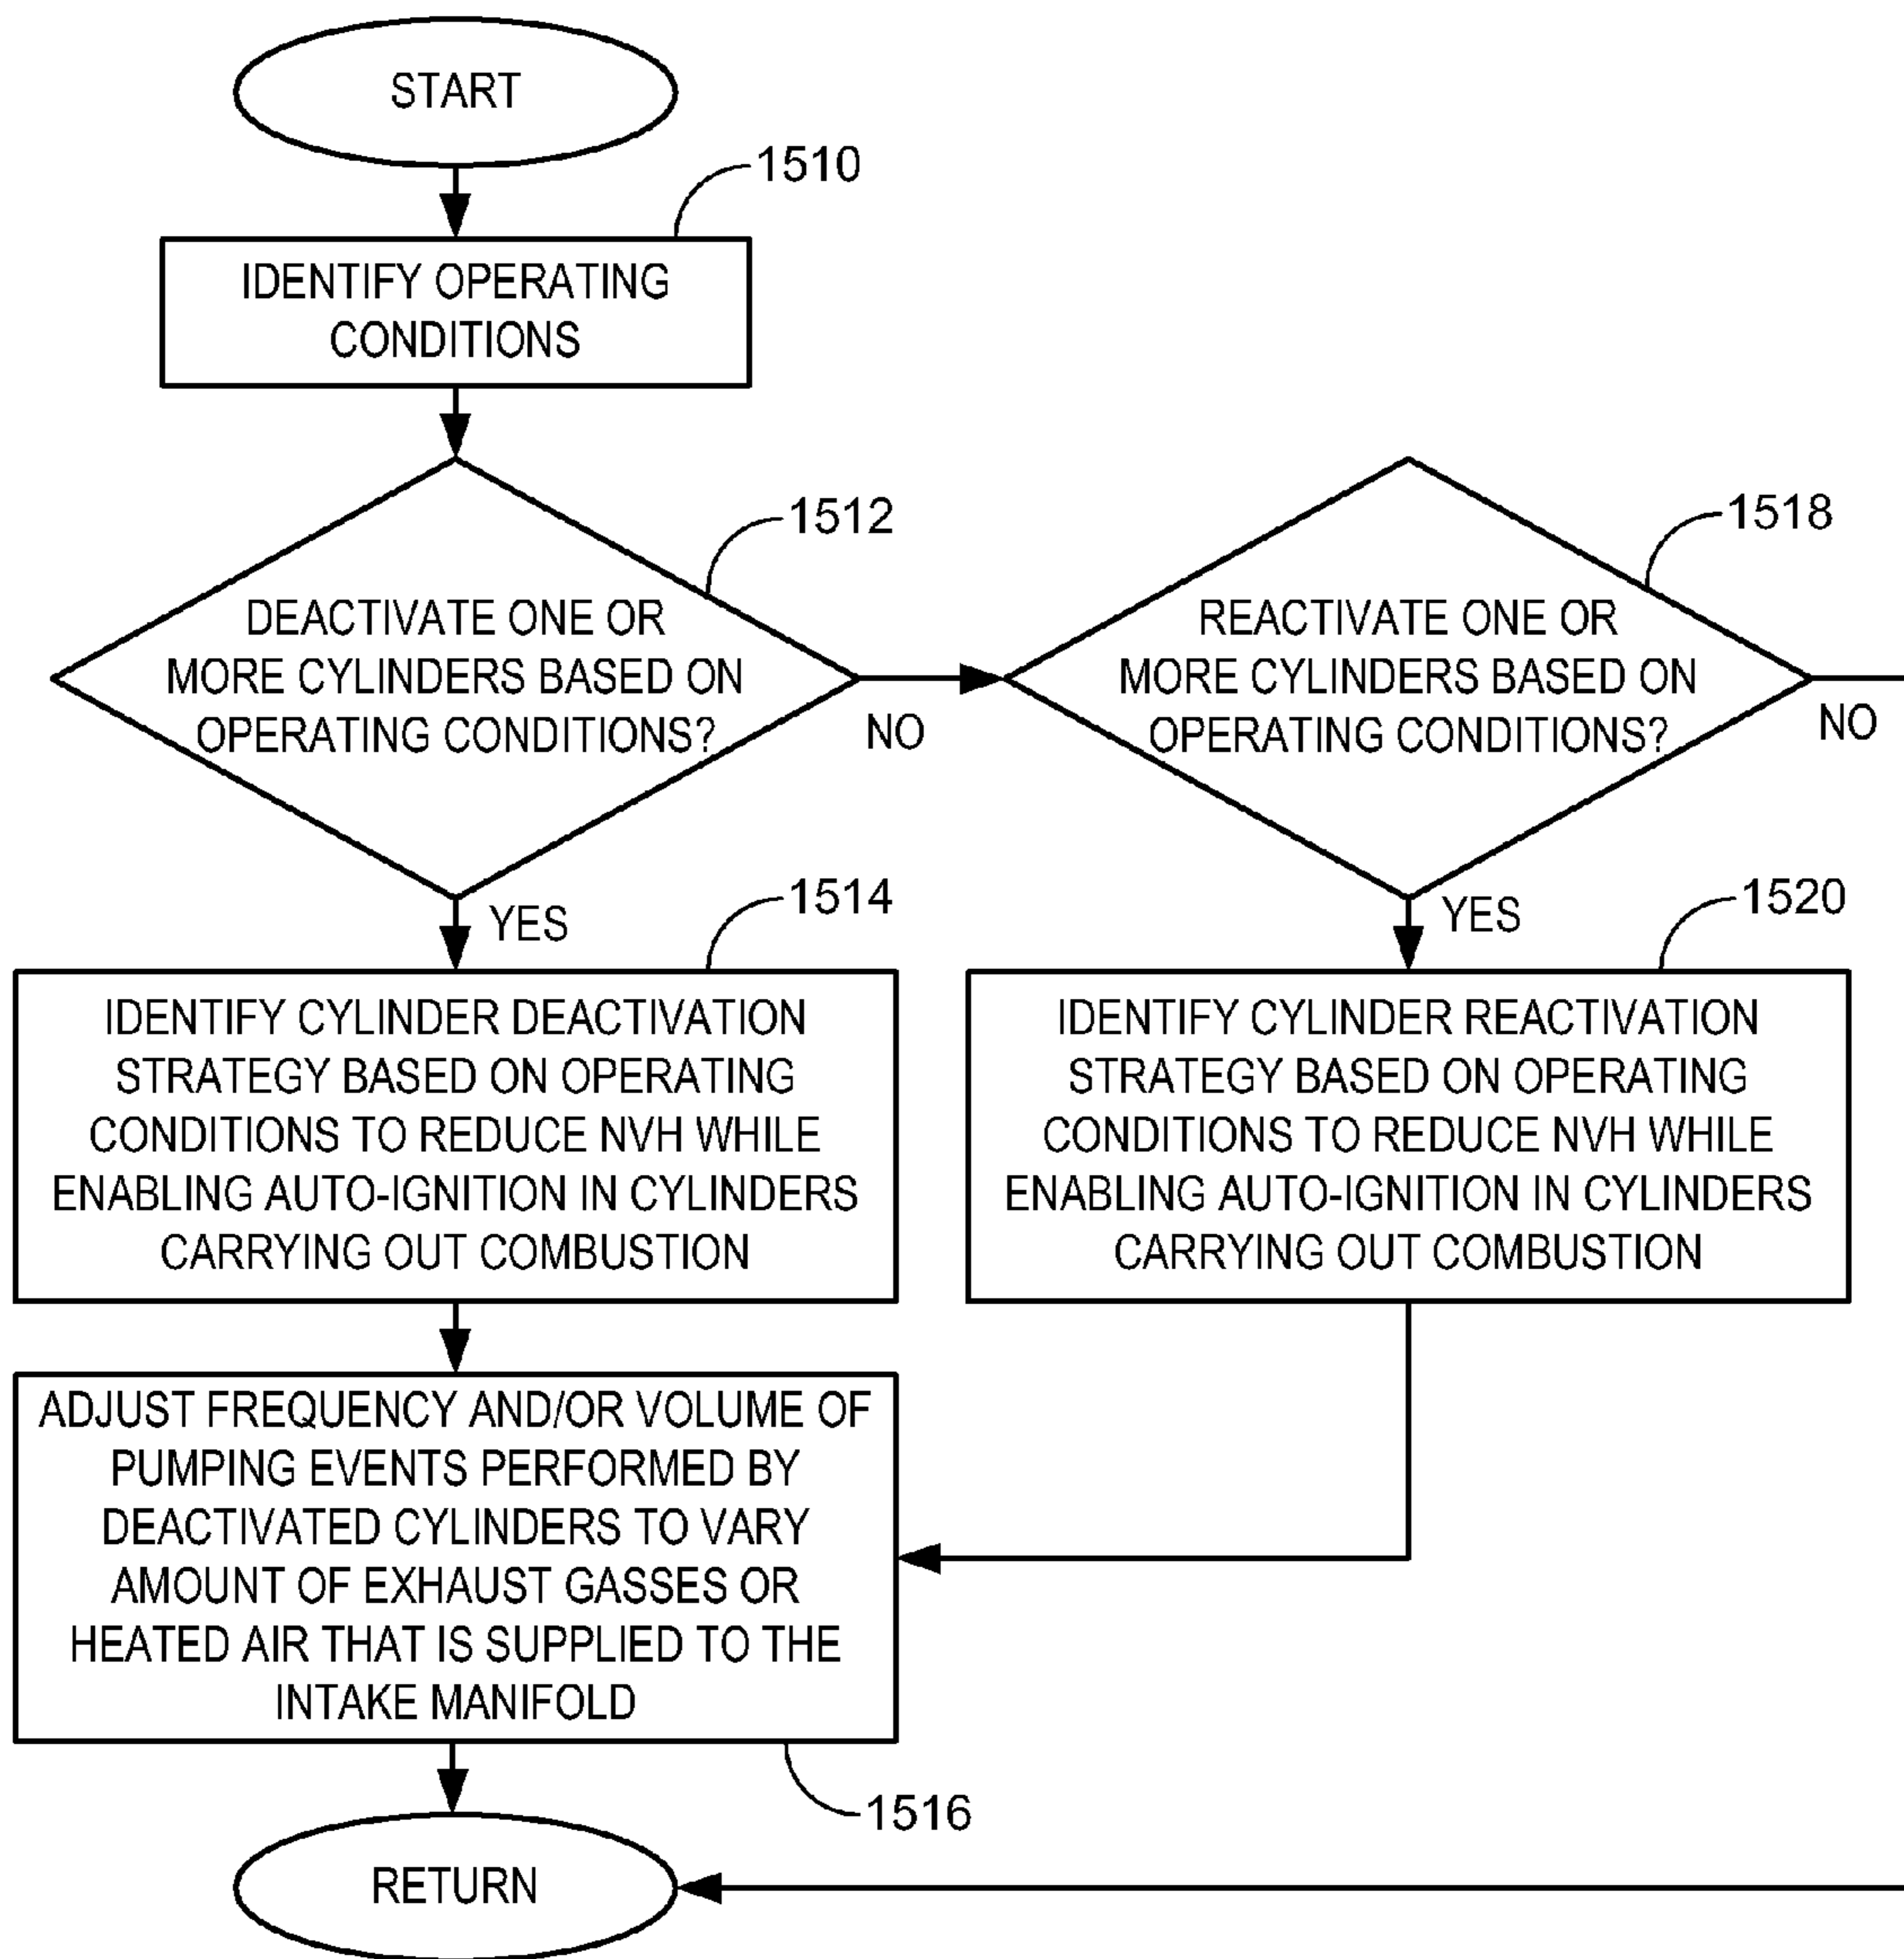 START
1510
IDENTIFY OPERATING
CONDITIONS
1512
DEACTIVATE ONE OR
MORE CYLINDERS BASED ON
OPERATING CONDITIONS?
NO
1518
REACTIVATE ONE OR
MORE CYLINDERS BASED ON
OPERATING CONDITIONS?
NO
YES
1514
IDENTIFY CYLINDER DEACTIVATION
STRATEGY BASED ON OPERATING
CONDITIONS TO REDUCE NVH WHILE
ENABLING AUTO-IGNITION IN CYLINDERS
CARRYING OUT COMBUSTION
YES
1520
IDENTIFY CYLINDER REACTIVATION
STRATEGY BASED ON OPERATING
CONDITIONS TO REDUCE NVH WHILE
ENABLING AUTO-IGNITION IN CYLINDERS
CARRYING OUT COMBUSTION
ADJUST FREQUENCY AND/OR VOLUME OF
PUMPING EVENTS PERFORMED BY
DEACTIVATED CYLINDERS TO VARY
AMOUNT OF EXHAUST GASSES OR
HEATED AIR THAT IS SUPPLIED TO THE
INTAKE MANIFOLD
1516
RETURN